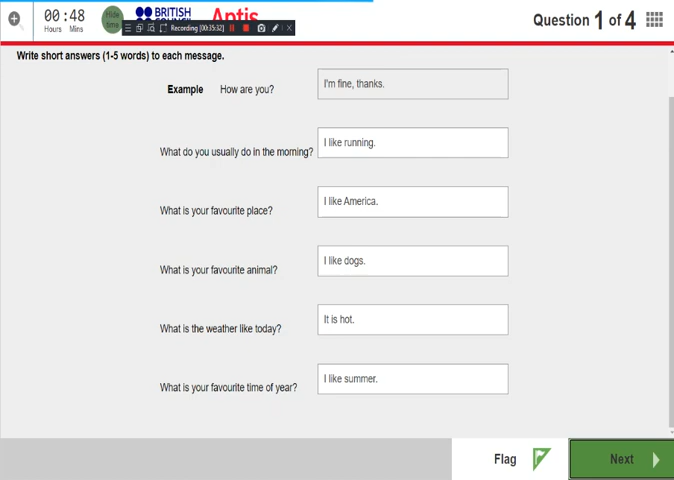 00:48
Hours Mins
Hide time
BRITISH
COUNCIL
Aptis
Recording [00:35:32]
Question 1 of 4
Write short answers (1-5 words) to each message.
Example How are you? I'm fine, thanks.
What do you usually do in the morning? I like running.
What is your favourite place? I like America.
What is your favourite animal? I like dogs.
What is the weather like today? It is hot.
What is your favourite time of year? I like summer.
Flag Next